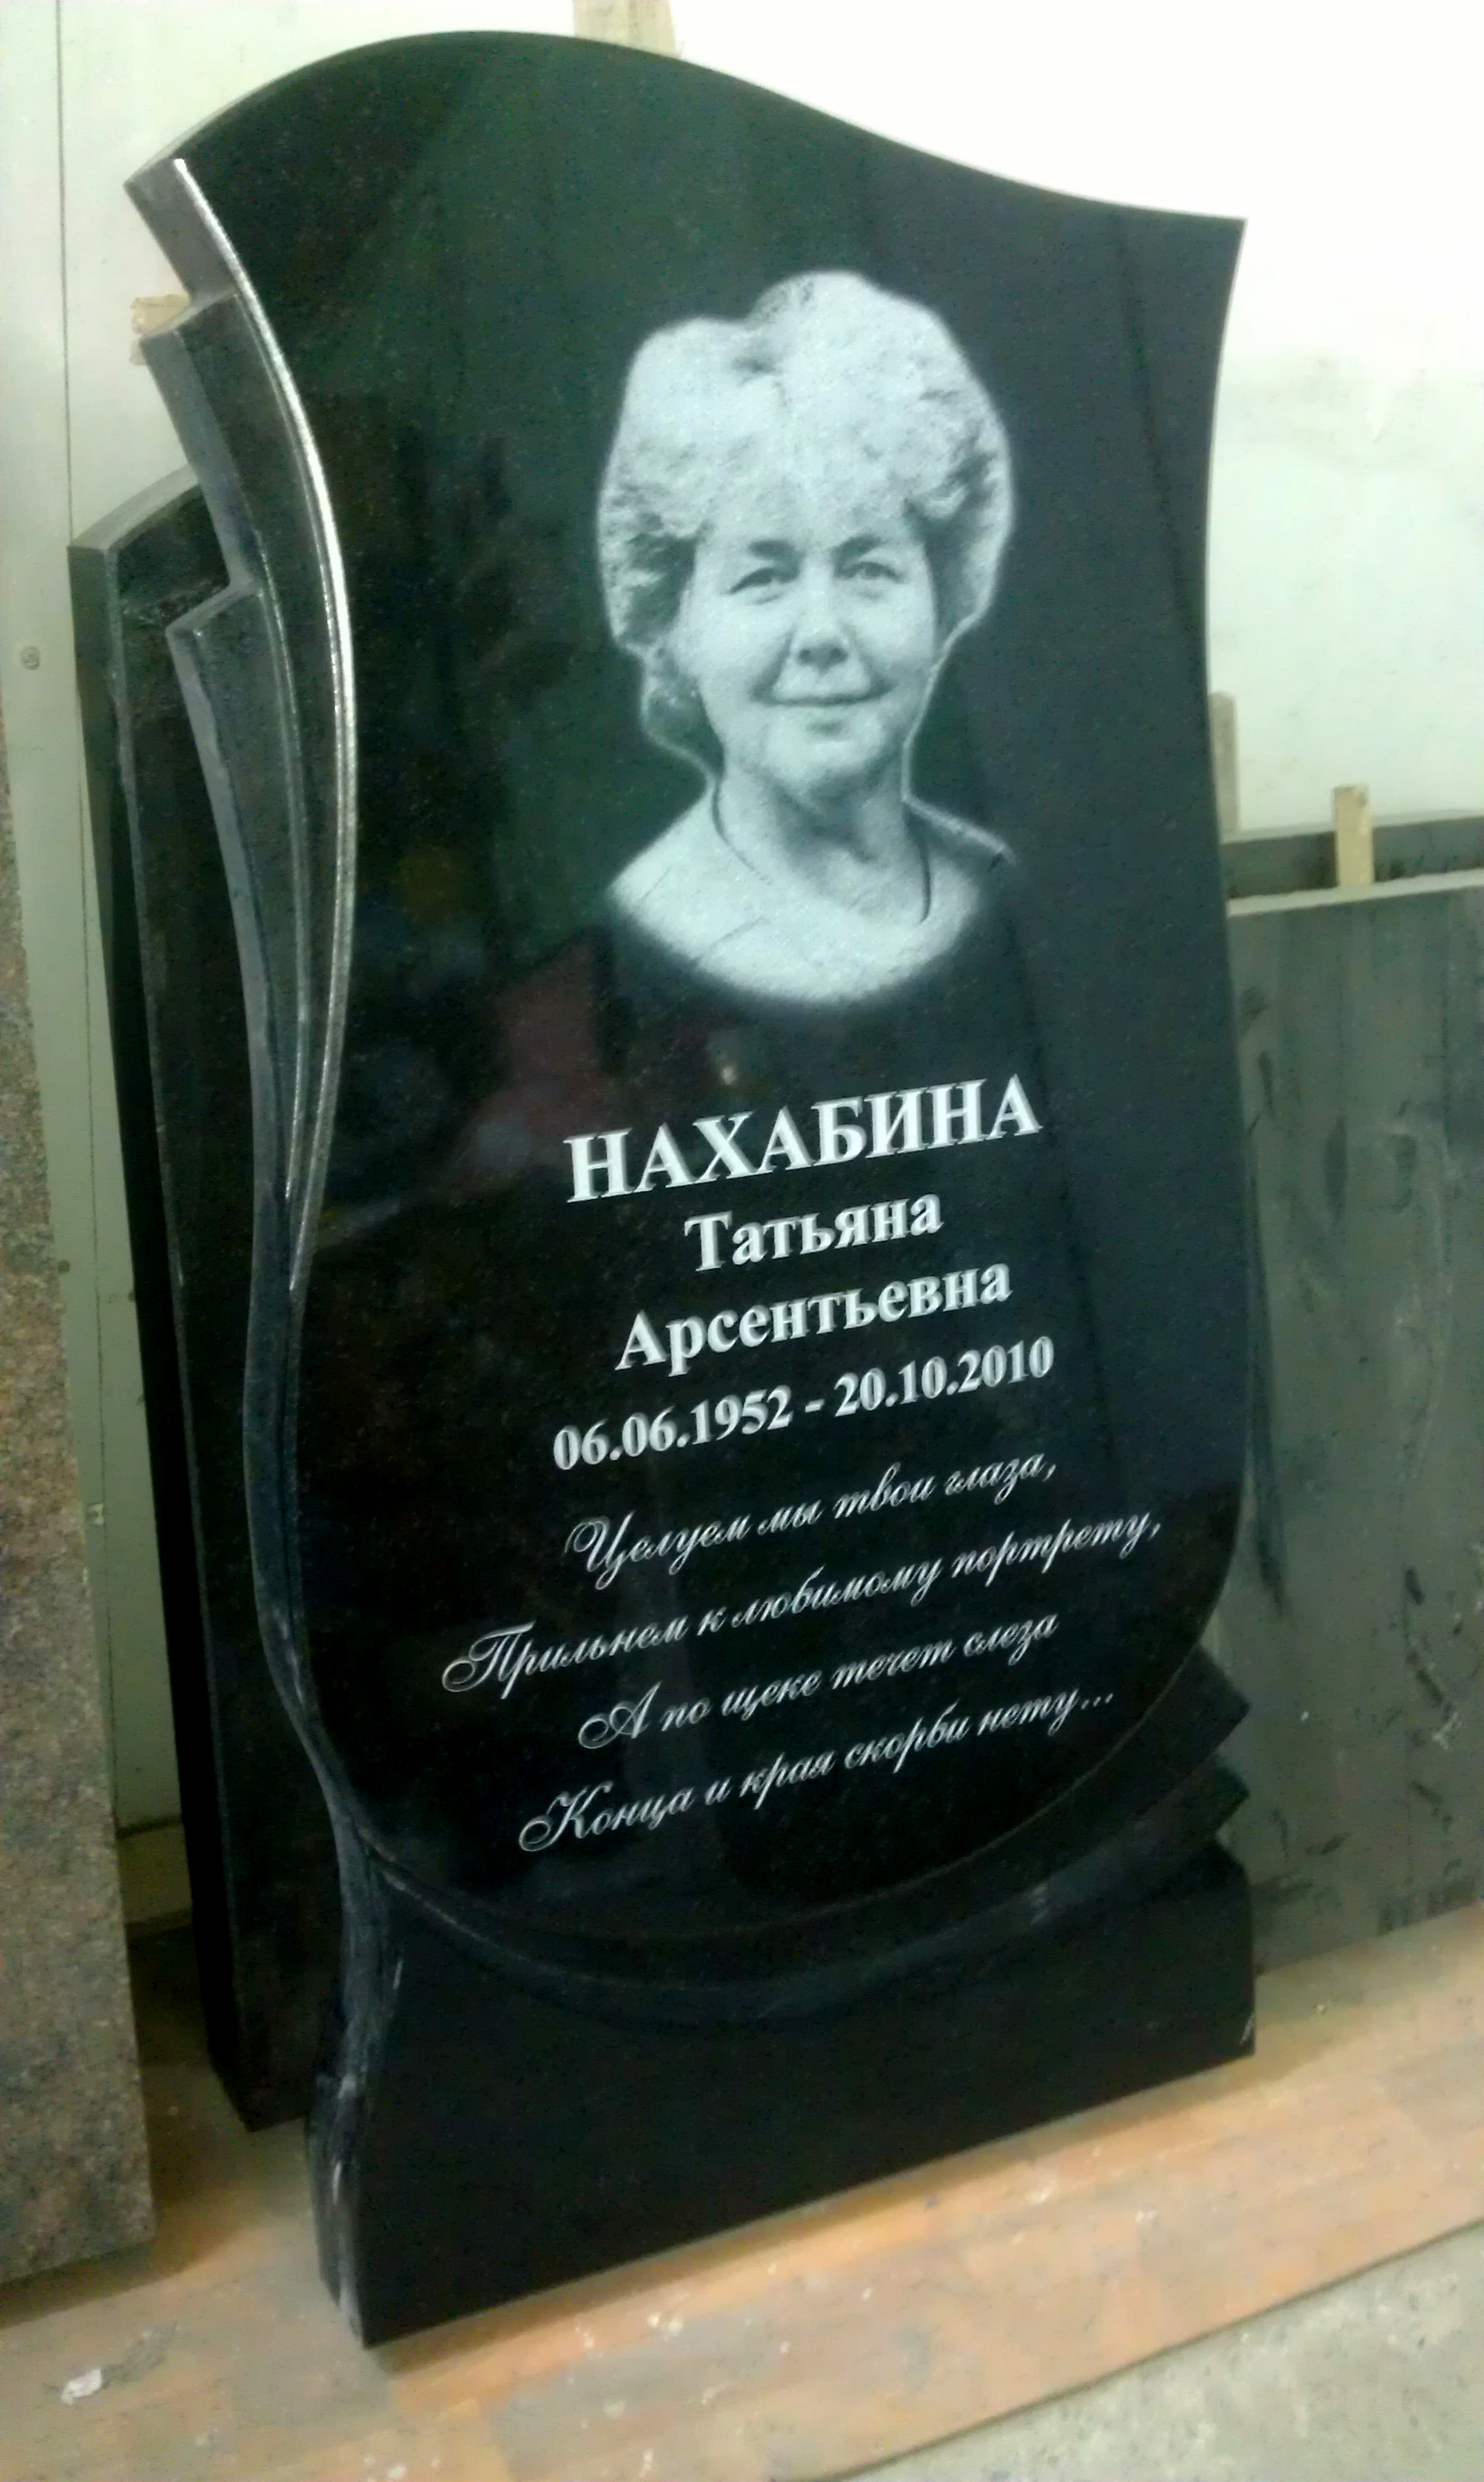 НАХАБИНА
Татьяна
Арсентьевна
06.06.1952 - 20.10.2010
Целуем мы твои глаза,
Прильнем к любимому портрету,
А по щеке течет слеза
Конца и края скорби нету...